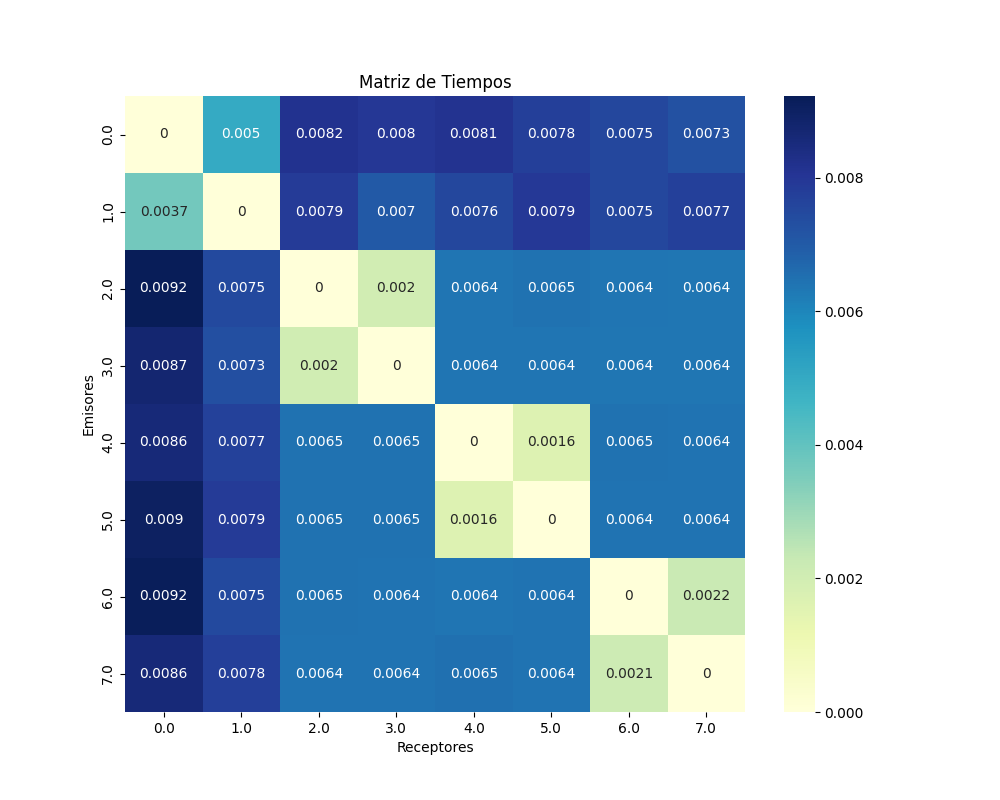 Matriz de Tiempos
0.0 0 0.005 0.0082 0.008 0.0081 0.0078 0.0075 0.0073
1.0 0.0037 0 0.0079 0.007 0.0076 0.0079 0.0075 0.0077
2.0 0.0092 0.0075 0 0.002 0.0064 0.0065 0.0064 0.0064
3.0 0.0087 0.0073 0.002 0 0.0064 0.0064 0.0064 0.0064
4.0 0.0086 0.0077 0.0065 0.0065 0 0.0016 0.0065 0.0064
5.0 0.009 0.0079 0.0065 0.0065 0.0016 0 0.0064 0.0064
6.0 0.0092 0.0075 0.0065 0.0064 0.0064 0.0064 0 0.0022
7.0 0.0086 0.0078 0.0064 0.0064 0.0065 0.0064 0.0021 0
0.0 1.0 2.0 3.0 4.0 5.0 6.0 7.0
Receptores
Emisores
0.008
0.006
0.004
0.002
0.000